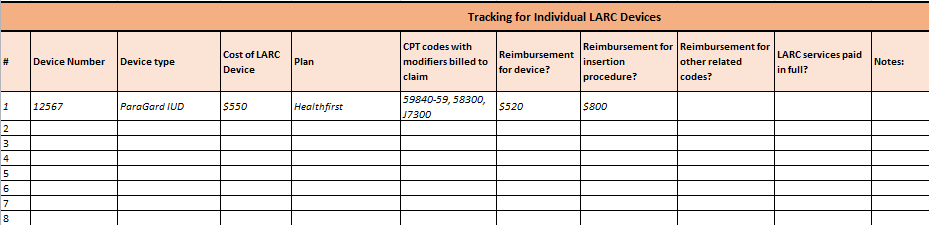 Tracking for Individual LARC Devices
# Device Number Device type Cost of LARC Device Plan CPT codes with modifiers billed to claim Reimbursement for device? Reimbursement for insertion procedure? Reimbursement for other related codes? LARC services paid in full? Notes:
1 12567 ParaGard IUD $550 Healthfirst 59840-59, 58300, J7300 $520 $800
2
3
4
5
6
7
8